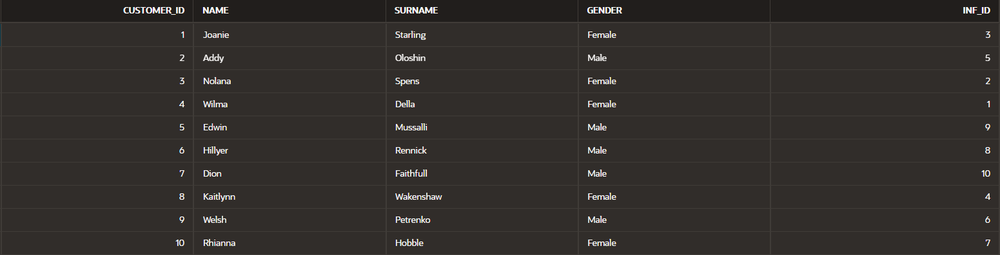 CUSTOMER_ID NAME SURNAME GENDER INF_ID
1 Joanie Starling Female 3
2 Addy Oloshin Male 5
3 Nolana Spens Female 2
4 Wilma Della Female 1
5 Edwin Mussalli Male 9
6 Hillyer Rennick Male 8
7 Dion Faithfull Male 10
8 Kaitlynn Wakenshaw Female 4
9 Welsh Petrenko Male 6
10 Rhianna Hobble Female 7